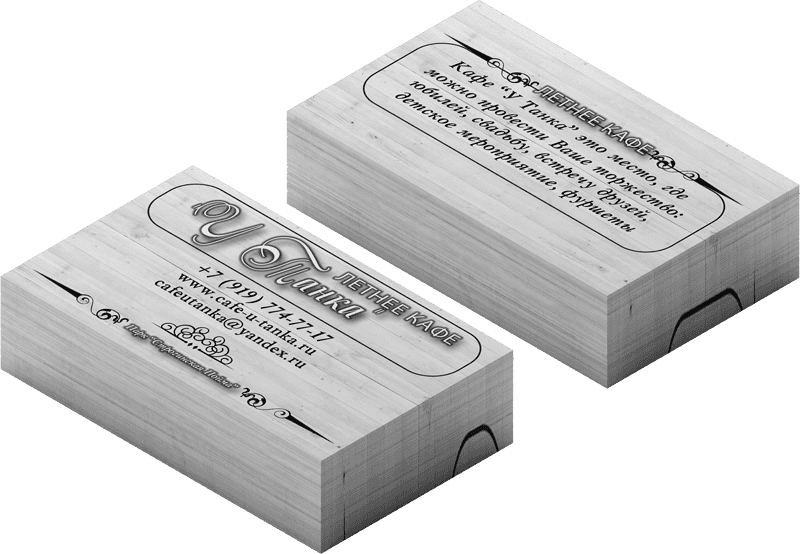 У Танка
ЛЕТНЕЕ КАФЕ
+7 (919) 774-77-17
www.cafe-u-tanka.ru
cafeutanka@yandex.ru
Парк
ЛЕТНЕЕ КАФЕ
Кафе “у Танка” это место, где
можно провести Ваше торжество:
юбилей, свадьбу, встречу друзей,
детское мероприятие, фуршеты